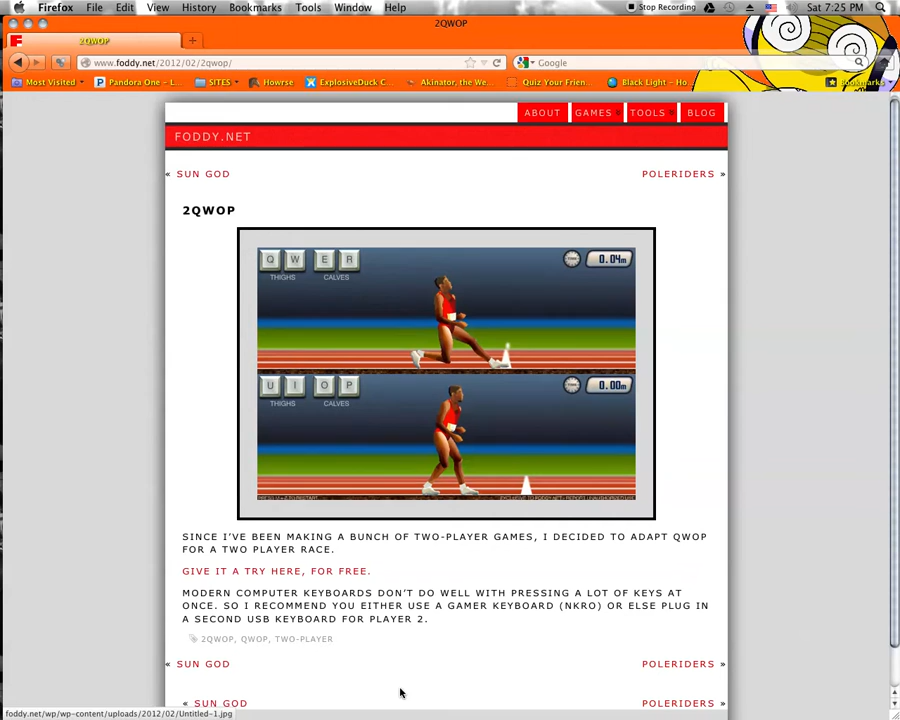 Firefox File Edit View History Bookmarks Tools Window Help Stop Recording Sat 7:25 PM
2QWOP
2QWOP
www.foddy.net/2012/02/2qwop/ Google
Most Visited Pandora One – L... SITES Howrse ExplosiveDuck C... Akinator, the We... Quiz Your Frien... Black Light – Ho... Bookmarks
ABOUT GAMES TOOLS BLOG
FODDY.NET
« SUN GOD POLERIDERS »
2QWOP
Q W E R 0.04m
THIGHS CALVES
U I O P 0.00m
THIGHS CALVES
SINCE I'VE BEEN MAKING A BUNCH OF TWO-PLAYER GAMES, I DECIDED TO ADAPT QWOP
FOR A TWO PLAYER RACE.
GIVE IT A TRY HERE, FOR FREE.
MODERN COMPUTER KEYBOARDS DON'T DO WELL WITH PRESSING A LOT OF KEYS AT
ONCE. SO I RECOMMEND YOU EITHER USE A GAMER KEYBOARD (NKRO) OR ELSE PLUG IN
A SECOND USB KEYBOARD FOR PLAYER 2.
2QWOP, QWOP, TWO-PLAYER
« SUN GOD POLERIDERS »
« SUN GOD POLERIDERS »
foddy.net/wp/wp-content/uploads/2012/02/Untitled-1.jpg